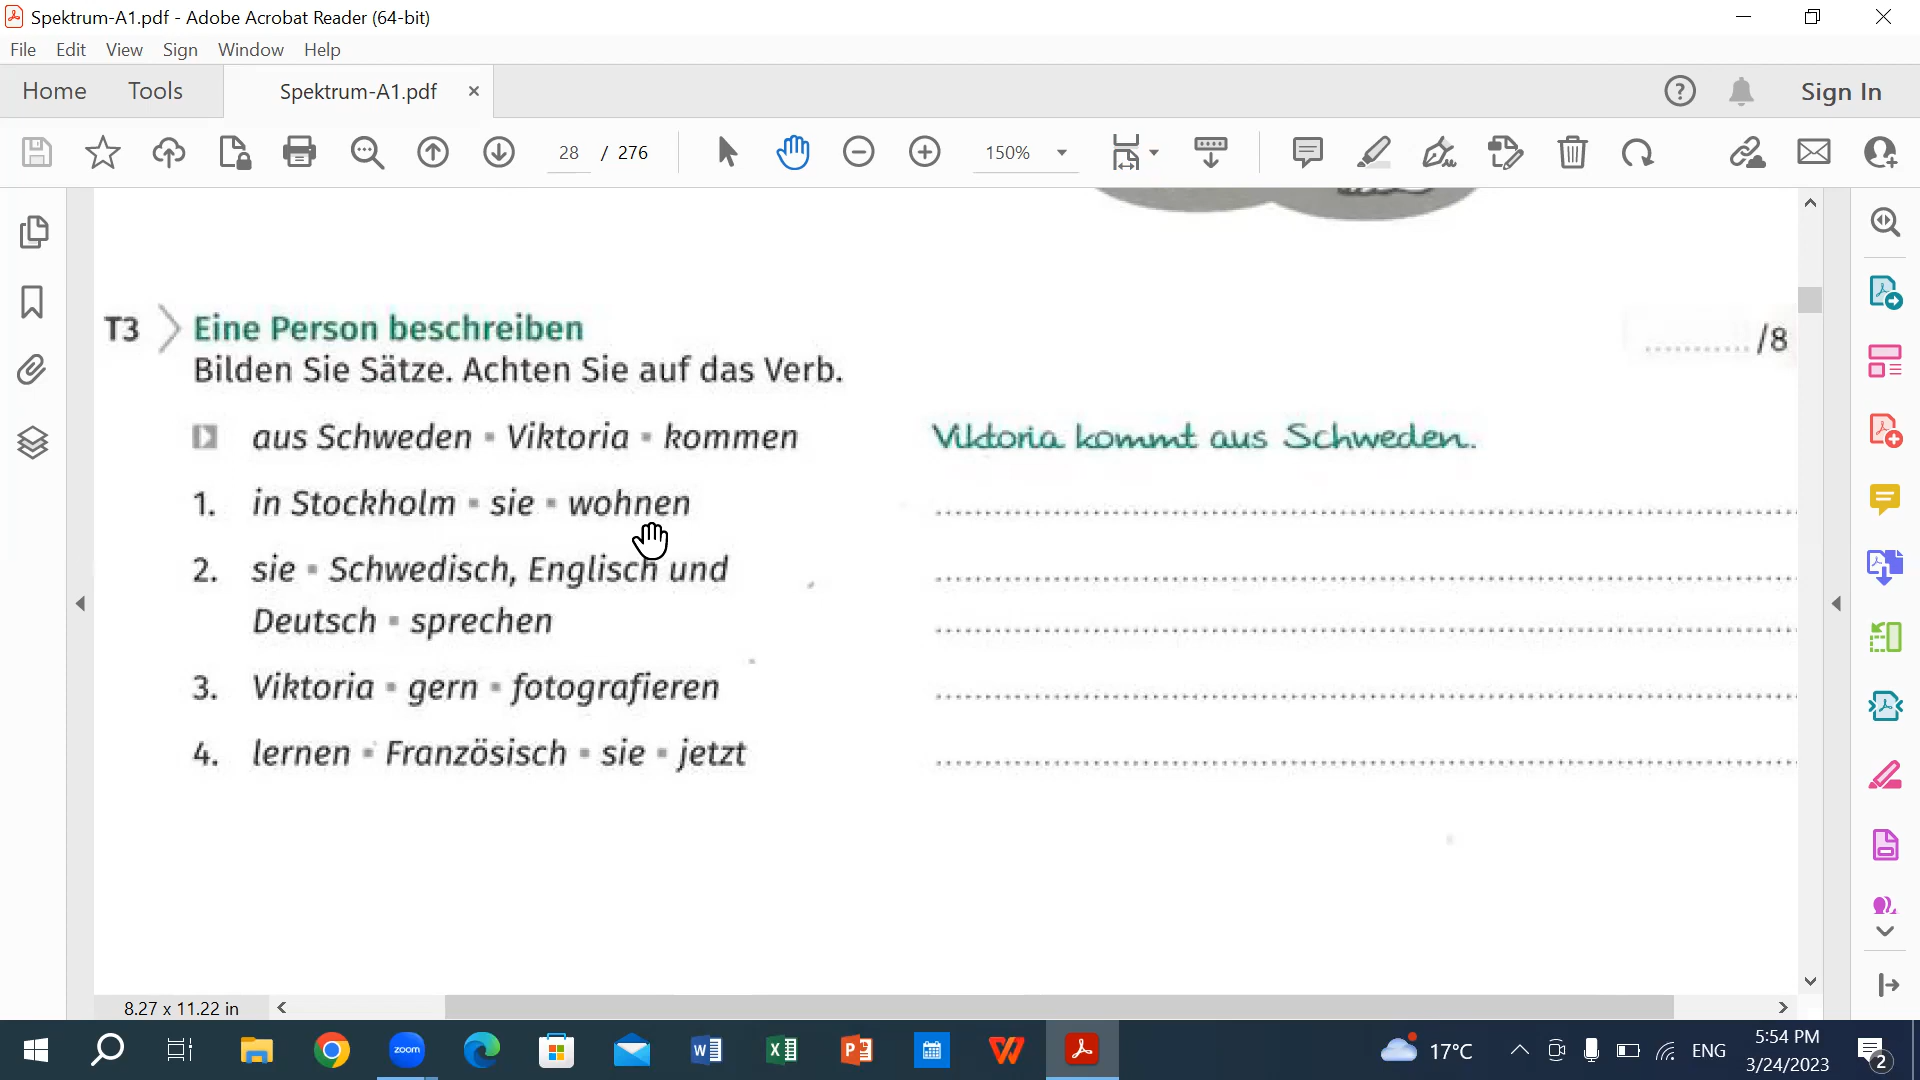 Spektrum-A1.pdf - Adobe Acrobat Reader (64-bit)
File Edit View Sign Window Help
Home Tools Spektrum-A1.pdf × Sign In
28 / 276 150%
T3 Eine Person beschreiben
Bilden Sie Sätze. Achten Sie auf das Verb. ........... /8
aus Schweden ▪ Viktoria ▪ kommen Viktoria kommt aus Schweden.
1. in Stockholm ▪ sie ▪ wohnen
2. sie ▪ Schwedisch, Englisch und
Deutsch ▪ sprechen
3. Viktoria ▪ gern ▪ fotografieren
4. lernen ▪ Französisch ▪ sie ▪ jetzt
8.27 x 11.22 in
zoom
17°C ENG 5:54 PM
3/24/2023 2